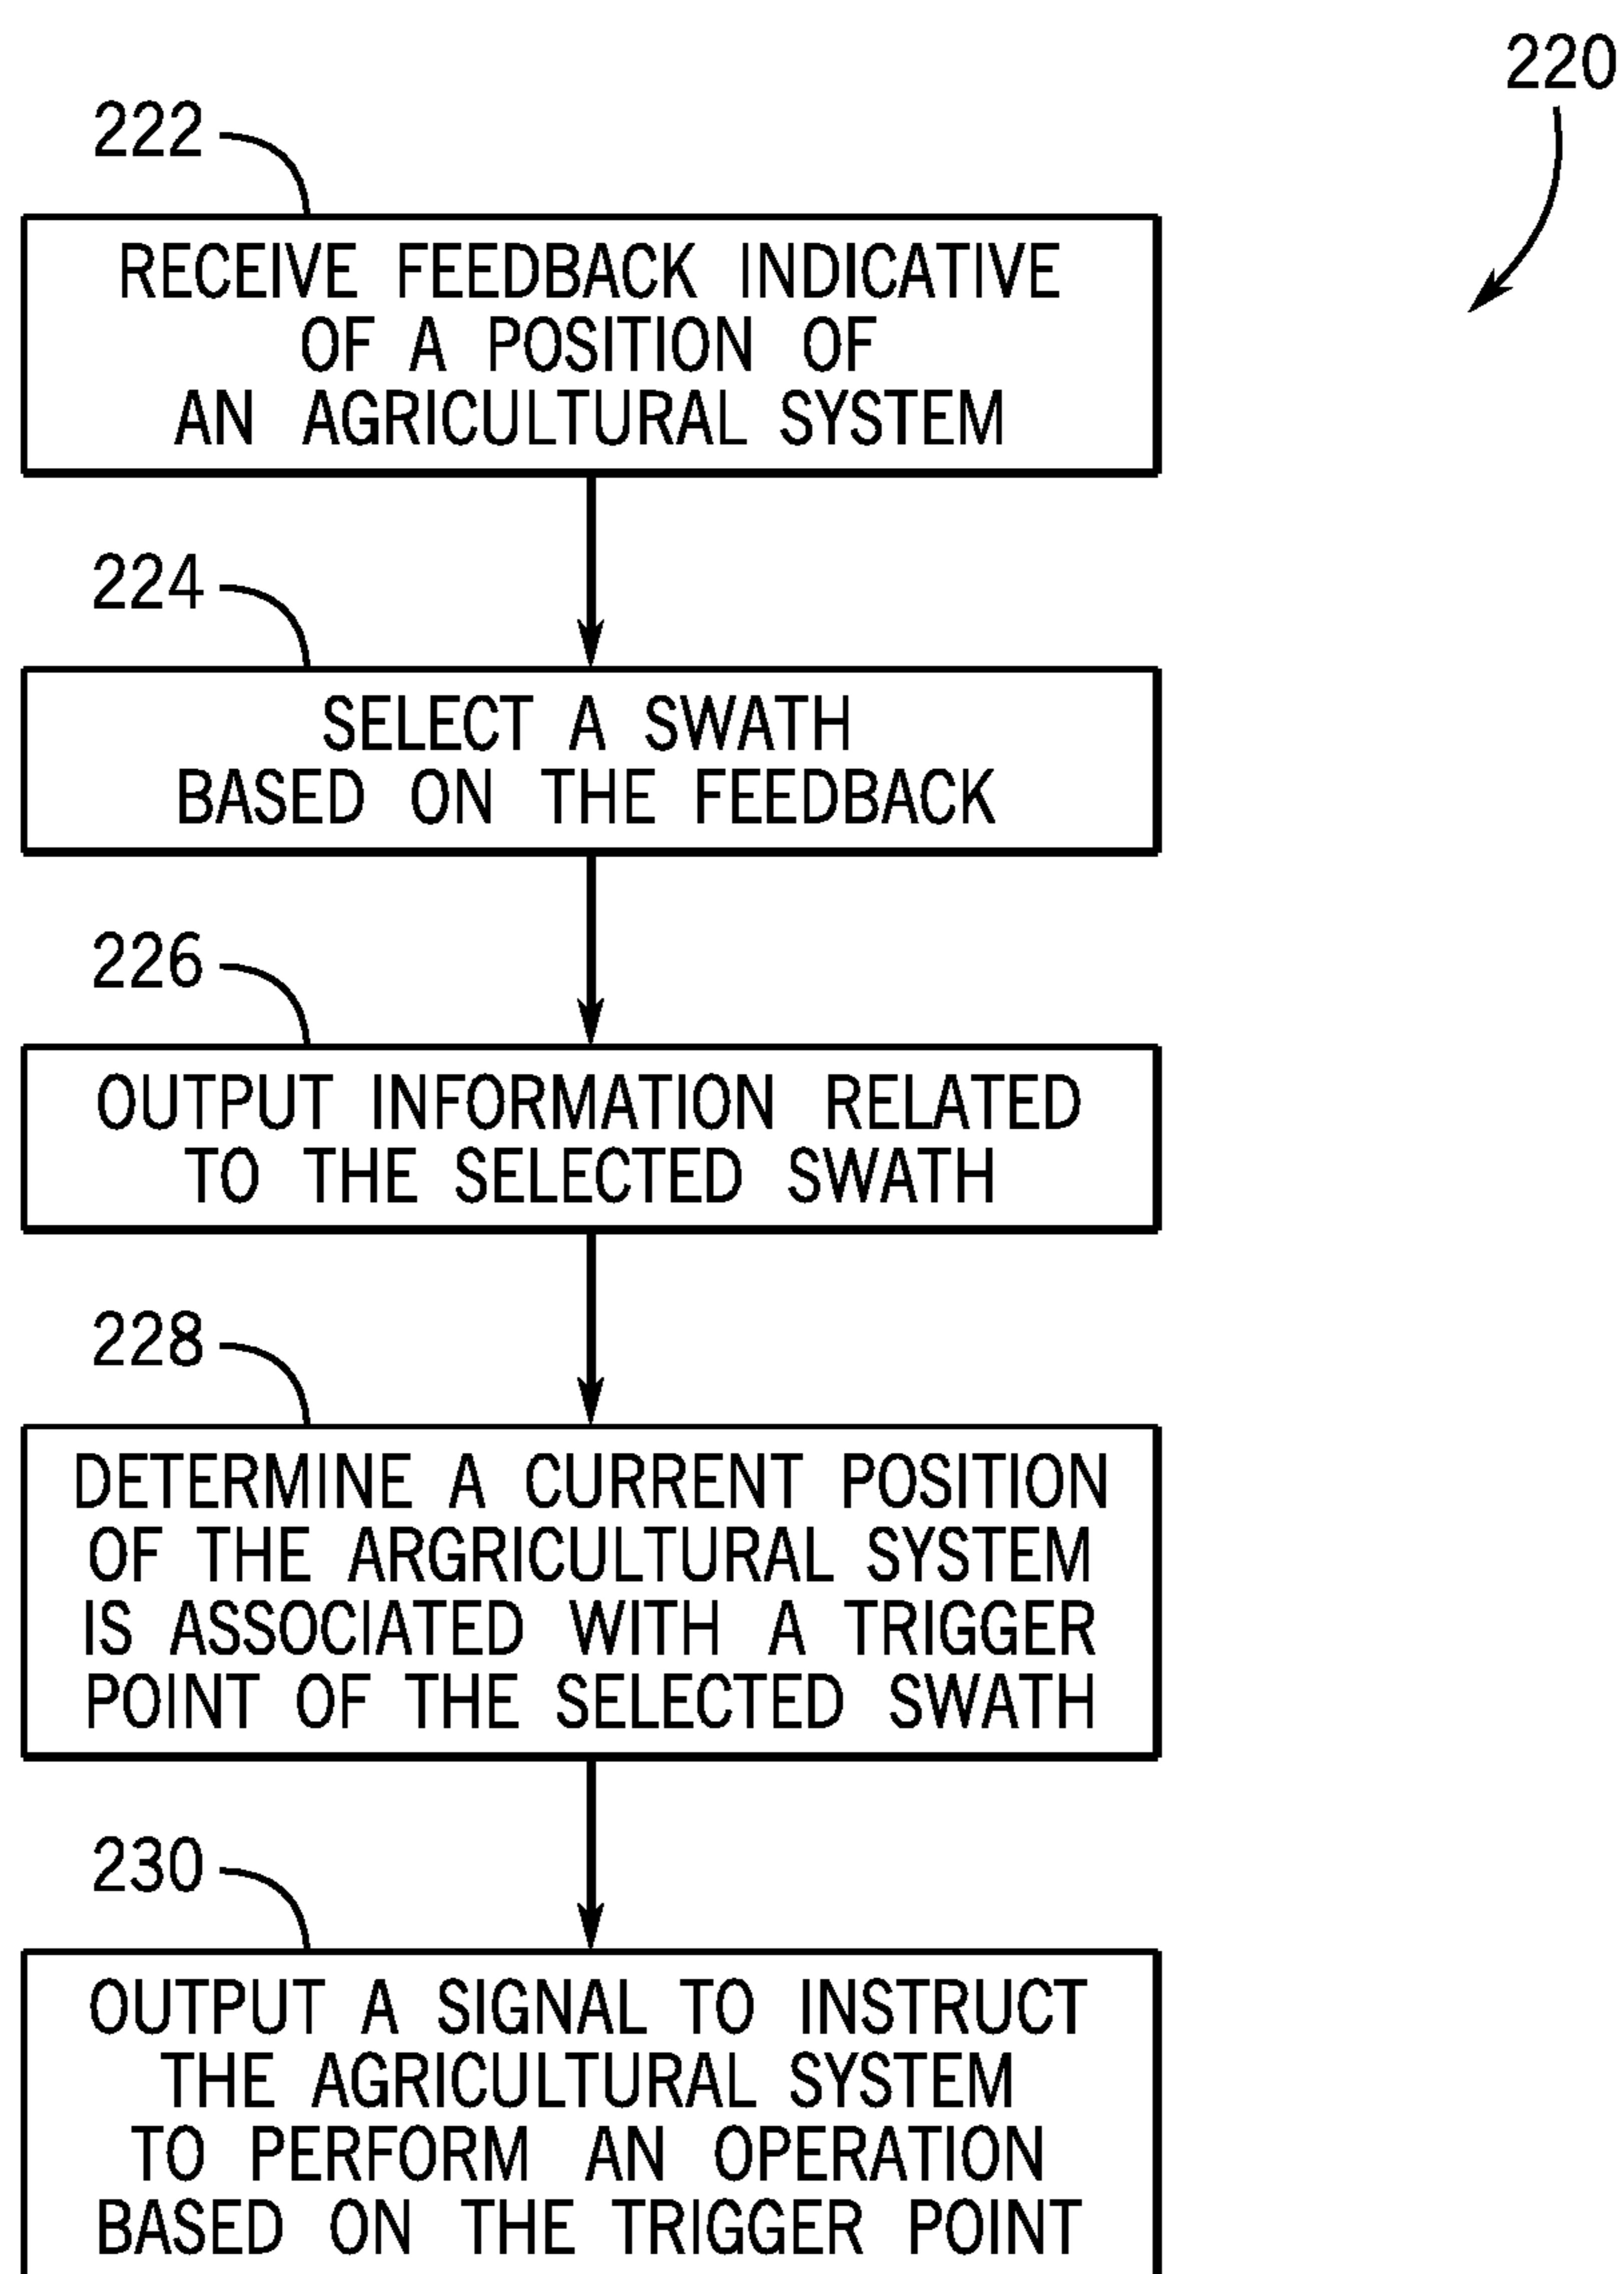 220
222
RECEIVE FEEDBACK INDICATIVE
OF A POSITION OF
AN AGRICULTURAL SYSTEM
224
SELECT A SWATH
BASED ON THE FEEDBACK
226
OUTPUT INFORMATION RELATED
TO THE SELECTED SWATH
228
DETERMINE A CURRENT POSITION
OF THE ARGRICULTURAL SYSTEM
IS ASSOCIATED WITH A TRIGGER
POINT OF THE SELECTED SWATH
230
OUTPUT A SIGNAL TO INSTRUCT
THE AGRICULTURAL SYSTEM
TO PERFORM AN OPERATION
BASED ON THE TRIGGER POINT